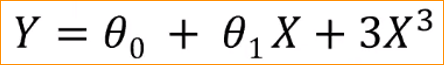 Y = θ₀ + θ₁X + 3X³